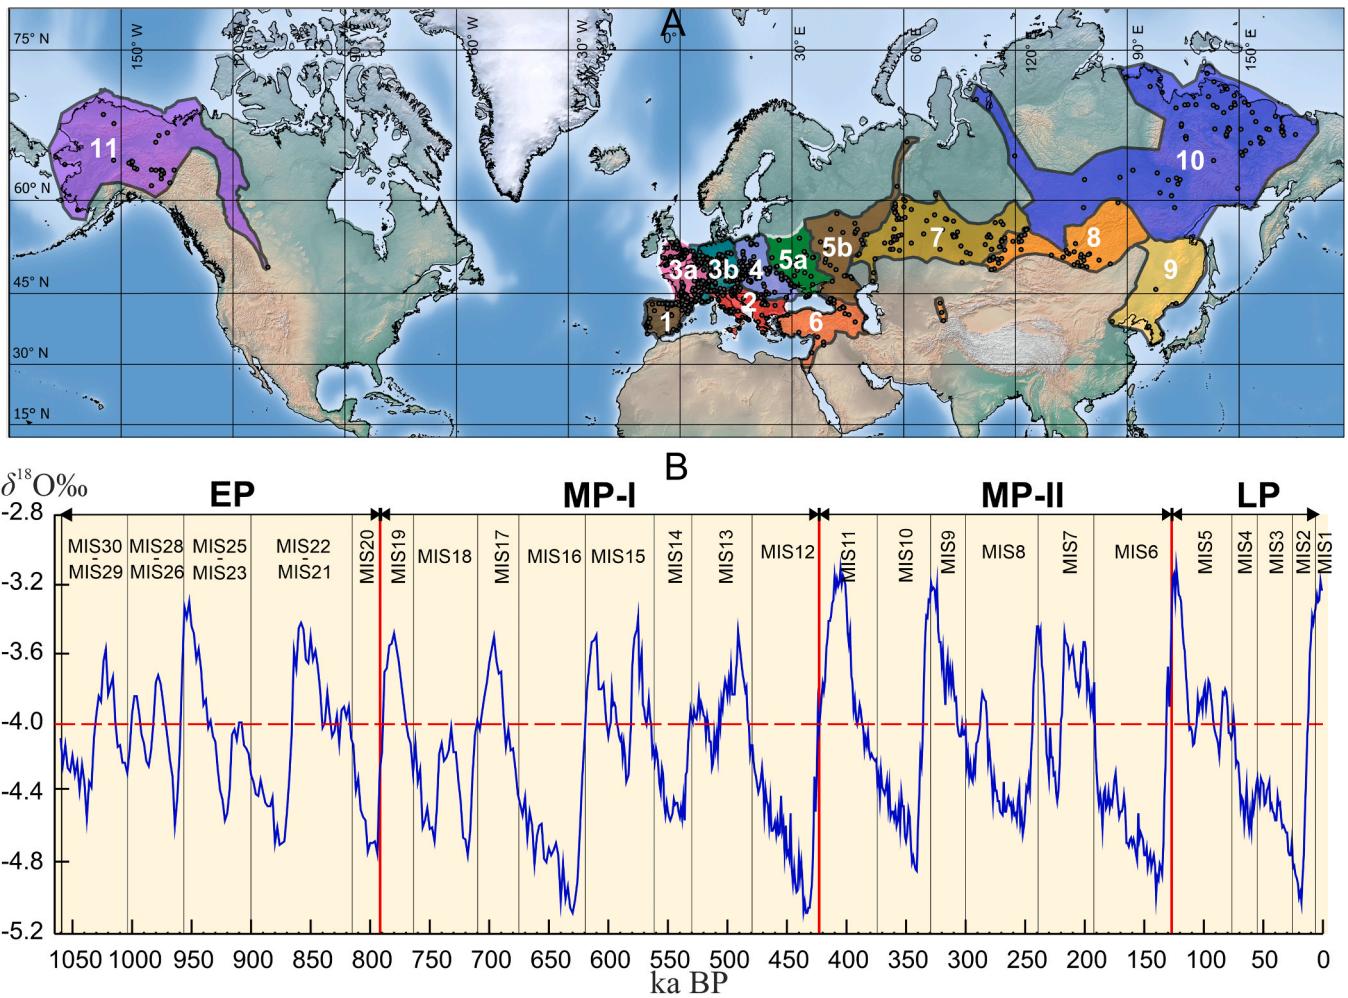 A
150° W
120° W
90° W
60° W
30° W
0°
30° E
60° E
120°
90° E
150° E
75° N
60° N
45° N
30° N
15° N
11
10
9
8
7
5b
5a
4
3b
3a
2
1
6
B
δ¹⁸O‰
EP
MP-I
MP-II
LP
-2.8
-3.2
-3.6
-4.0
-4.4
-4.8
-5.2
MIS30
-
MIS29
MIS28
-
MIS26
MIS25
-
MIS23
MIS22
-
MIS21
MIS20
MIS19
MIS18
MIS17
MIS16
MIS15
MIS14
MIS13
MIS12
MIS11
MIS10
MIS9
MIS8
MIS7
MIS6
MIS5
MIS4
MIS3
MIS2
MIS1
1050 1000 950 900 850 800 750 700 650 600 550 500 450 400 350 300 250 200 150 100 50 0
ka BP